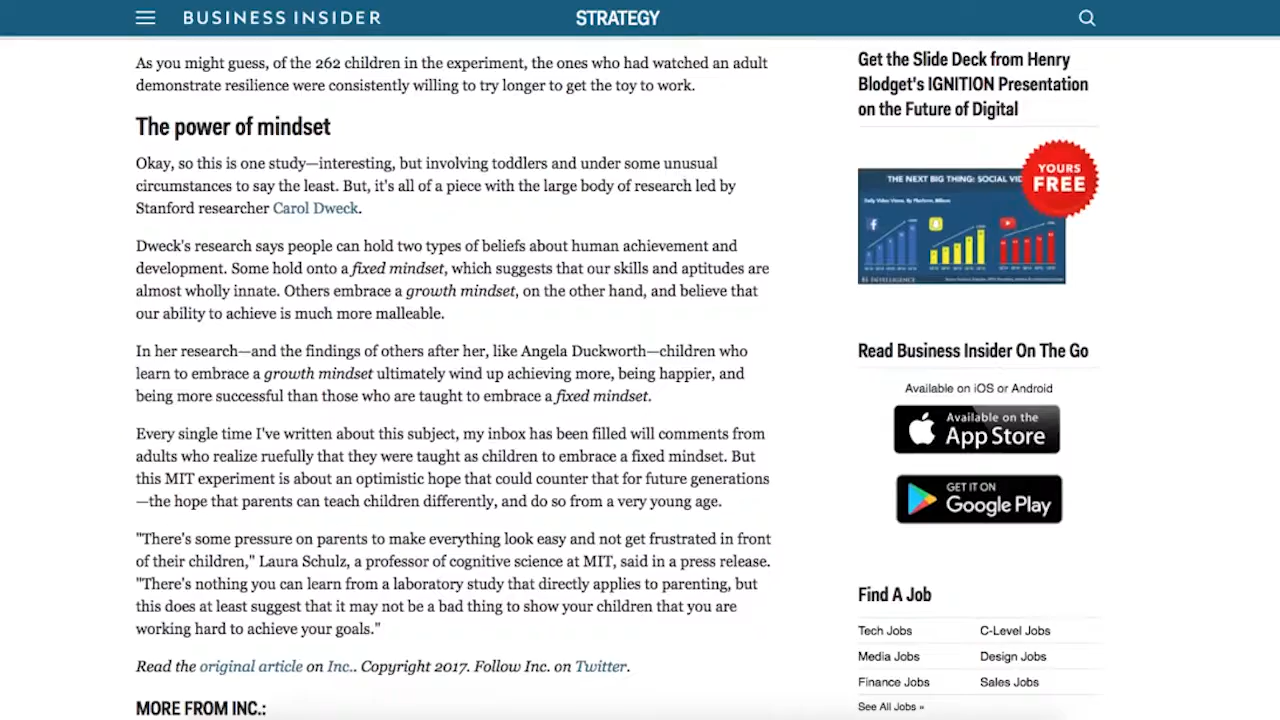 BUSINESS INSIDER
STRATEGY
As you might guess, of the 262 children in the experiment, the ones who had watched an adult
demonstrate resilience were consistently willing to try longer to get the toy to work.
The power of mindset
Okay, so this is one study—interesting, but involving toddlers and under some unusual
circumstances to say the least. But, it's all of a piece with the large body of research led by
Stanford researcher Carol Dweck.
Dweck's research says people can hold two types of beliefs about human achievement and
development. Some hold onto a fixed mindset, which suggests that our skills and aptitudes are
almost wholly innate. Others embrace a growth mindset, on the other hand, and believe that
our ability to achieve is much more malleable.
In her research—and the findings of others after her, like Angela Duckworth—children who
learn to embrace a growth mindset ultimately wind up achieving more, being happier, and
being more successful than those who are taught to embrace a fixed mindset.
Every single time I've written about this subject, my inbox has been filled will comments from
adults who realize ruefully that they were taught as children to embrace a fixed mindset. But
this MIT experiment is about an optimistic hope that could counter that for future generations
—the hope that parents can teach children differently, and do so from a very young age.
"There's some pressure on parents to make everything look easy and not get frustrated in front
of their children," Laura Schulz, a professor of cognitive science at MIT, said in a press release.
"There's nothing you can learn from a laboratory study that directly applies to parenting, but
this does at least suggest that it may not be a bad thing to show your children that you are
working hard to achieve your goals."
Read the original article on Inc.. Copyright 2017. Follow Inc. on Twitter.
MORE FROM INC.:
Get the Slide Deck from Henry
Blodget's IGNITION Presentation
on the Future of Digital
YOURS
FREE
THE NEXT BIG THING: SOCIAL VID
Daily Video Views, By Platform, Billions
BI INTELLIGENCE
Read Business Insider On The Go
Available on iOS or Android
Available on the
App Store
GET IT ON
Google Play
Find A Job
Tech Jobs
C-Level Jobs
Media Jobs
Design Jobs
Finance Jobs
Sales Jobs
See All Jobs »